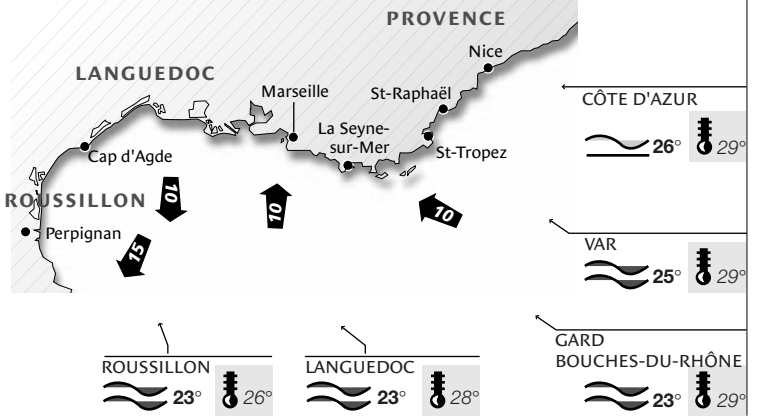 PROVENCE
Nice
LANGUEDOC
Marseille
St-Raphaël
CÔTE D'AZUR
La Seyne-
sur-Mer
26° 29°
Cap d'Agde
St-Tropez
10
ROUSSILLON
10
10
Perpignan
15
VAR
25° 29°
GARD
BOUCHES-DU-RHÔNE
23° 29°
ROUSSILLON
23° 26°
LANGUEDOC
23° 28°